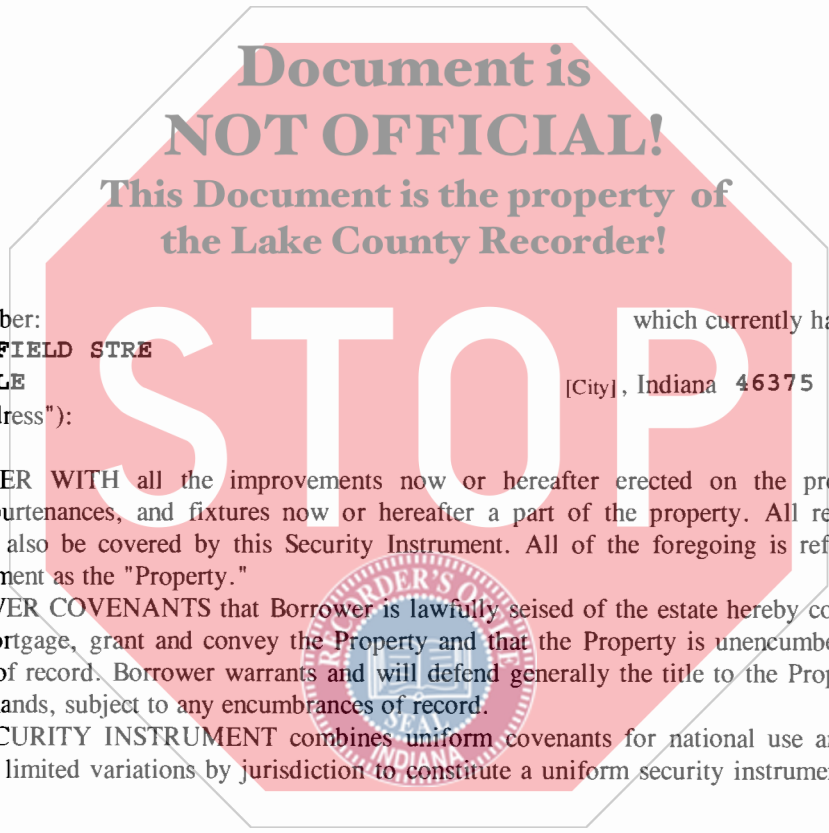 Document is
NOT OFFICIAL!
This Document is the property of
the Lake County Recorder!
STOP
ber: which currently ha
FIELD STRE
LE [City], Indiana 46375
dress"):
ER WITH all the improvements now or hereafter erected on the pro
purtenances, and fixtures now or hereafter a part of the property. All re
also be covered by this Security Instrument. All of the foregoing is ref
ment as the "Property."
VER COVENANTS that Borrower is lawfully seised of the estate hereby co
ortgage, grant and convey the Property and that the Property is unencumbe
of record. Borrower warrants and will defend generally the title to the Prop
ands, subject to any encumbrances of record.
CURITY INSTRUMENT combines uniform covenants for national use a
limited variations by jurisdiction to constitute a uniform security instrume
RECORDER'S OFFICE
SEAL
INDIANA